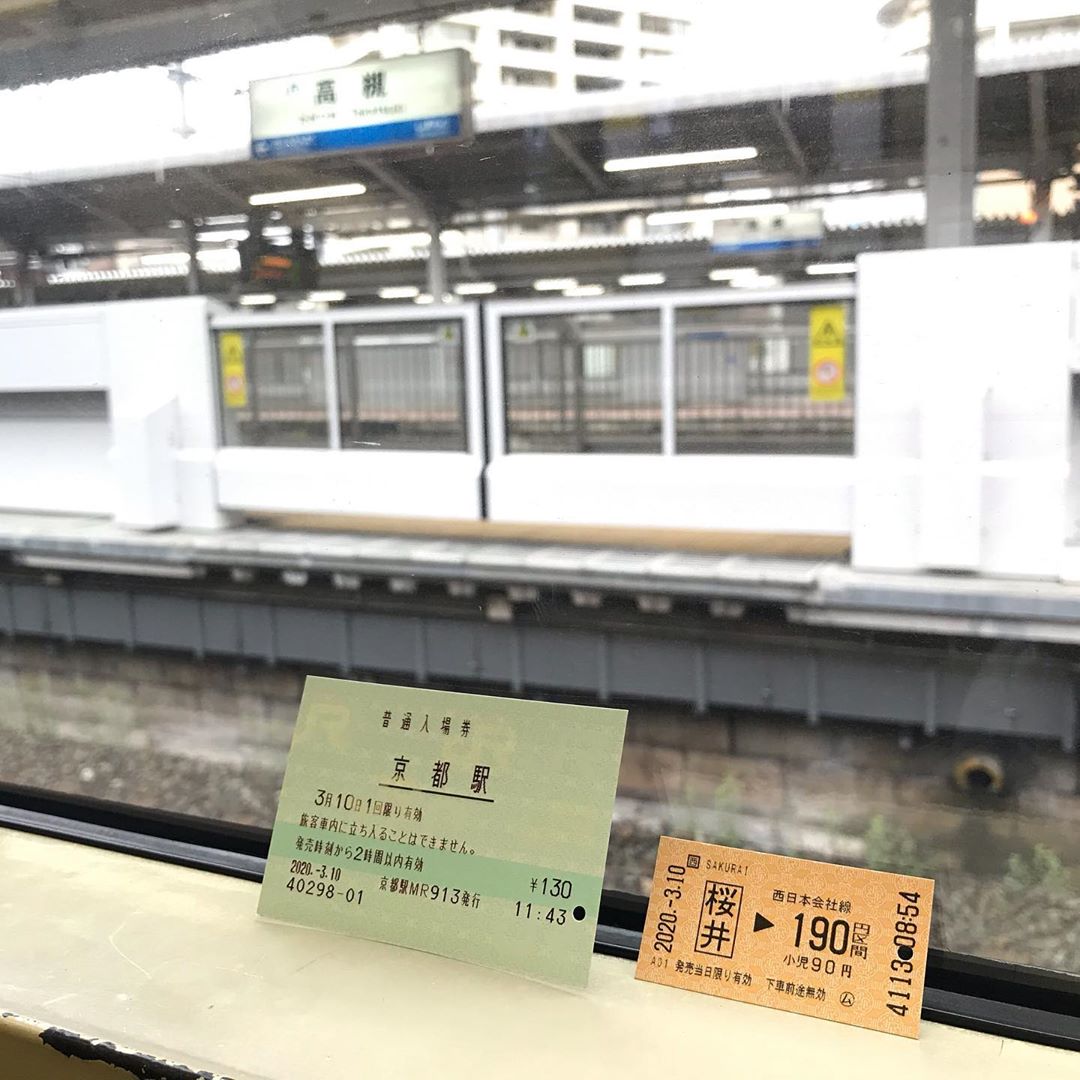 高槻
普通入場券
京都駅
3月10日1回限り有効
旅客車内に立ち入ることはできません。
発売時刻から2時間以内有効
2020.-3.10
京都駅MR913発行
¥130
40298-01
11:43
2020.-3.10
西 SAKURAI
桜井
▶
西日本会社線
190円区間
小児90円
A01 発売当日限り有効 下車前途無効 ム
4113●08:54